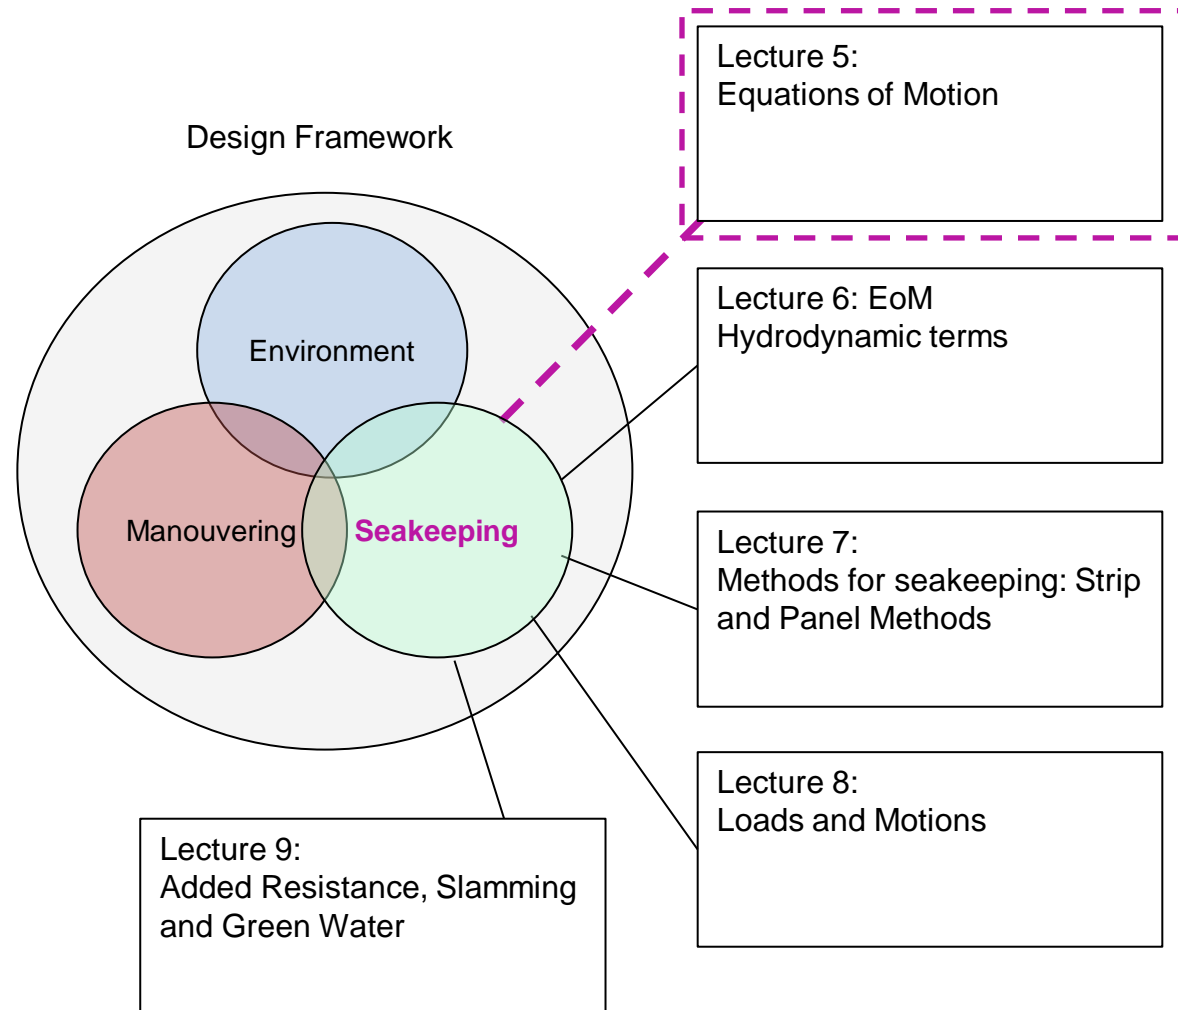 Design Framework
Environment
Manouvering
Seakeeping
Lecture 5:
Equations of Motion
Lecture 6: EoM
Hydrodynamic terms
Lecture 7:
Methods for seakeeping: Strip
and Panel Methods
Lecture 8:
Loads and Motions
Lecture 9:
Added Resistance, Slamming
and Green Water